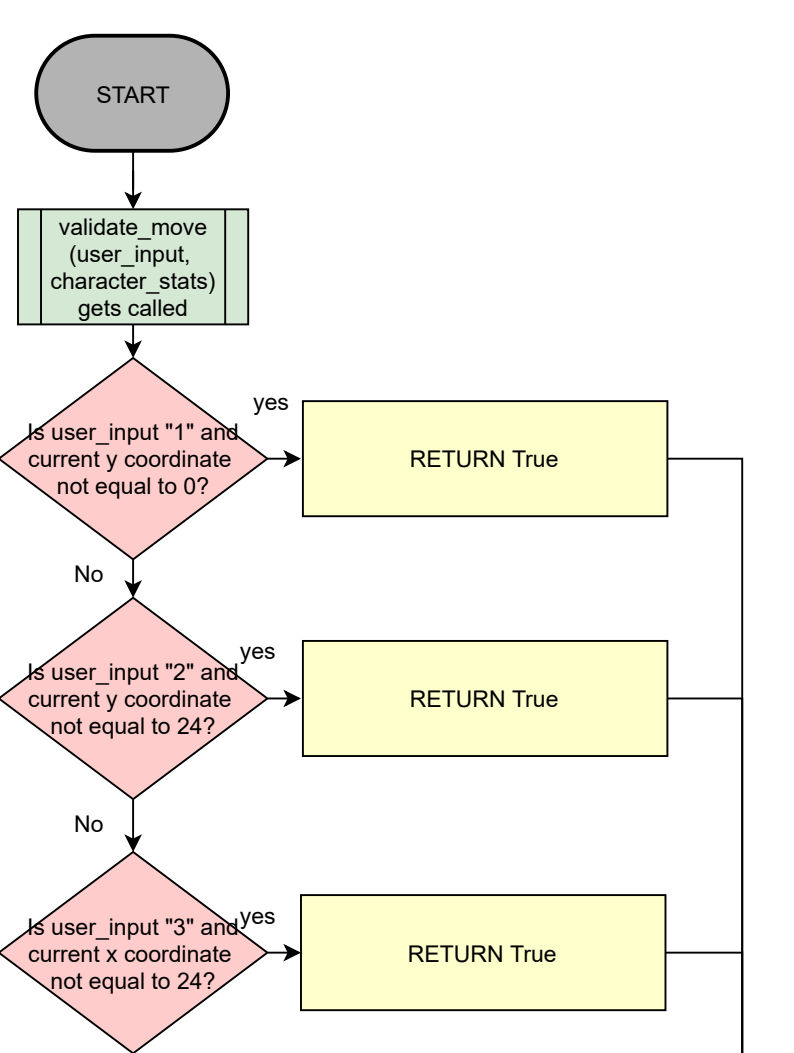 START
validate_move
(user_input,
character_stats)
gets called
yes
Is user_input "1" and
current y coordinate
not equal to 0?
RETURN True
No
yes
Is user_input "2" and
current y coordinate
not equal to 24?
RETURN True
No
yes
Is user_input "3" and
current x coordinate
not equal to 24?
RETURN True